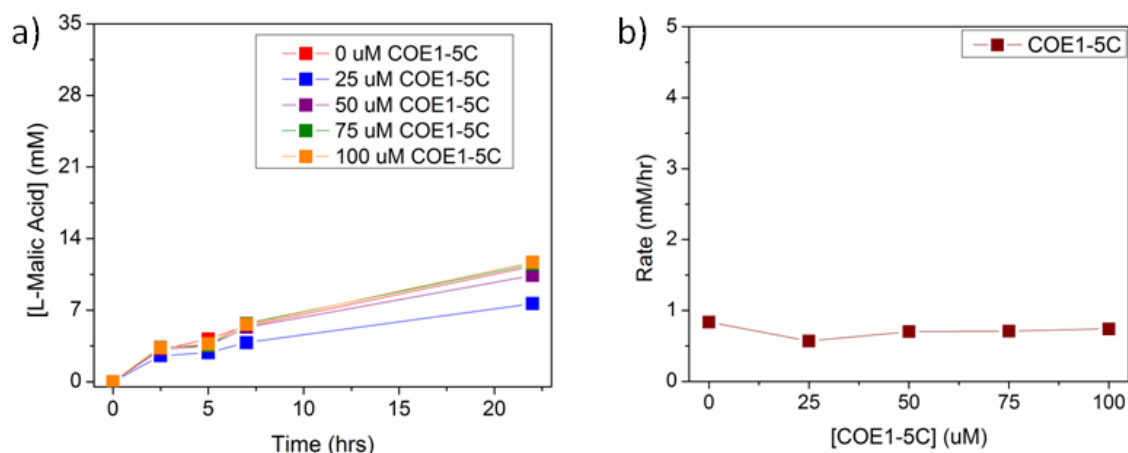 a)
35
28
21
14
7
0
[L-Malic Acid] (mM)
0 uM COE1-5C
25 uM COE1-5C
50 uM COE1-5C
75 uM COE1-5C
100 uM COE1-5C
0 5 10 15 20
Time (hrs)
b)
5
4
3
2
1
0
Rate (mM/hr)
COE1-5C
0 25 50 75 100
[COE1-5C] (uM)